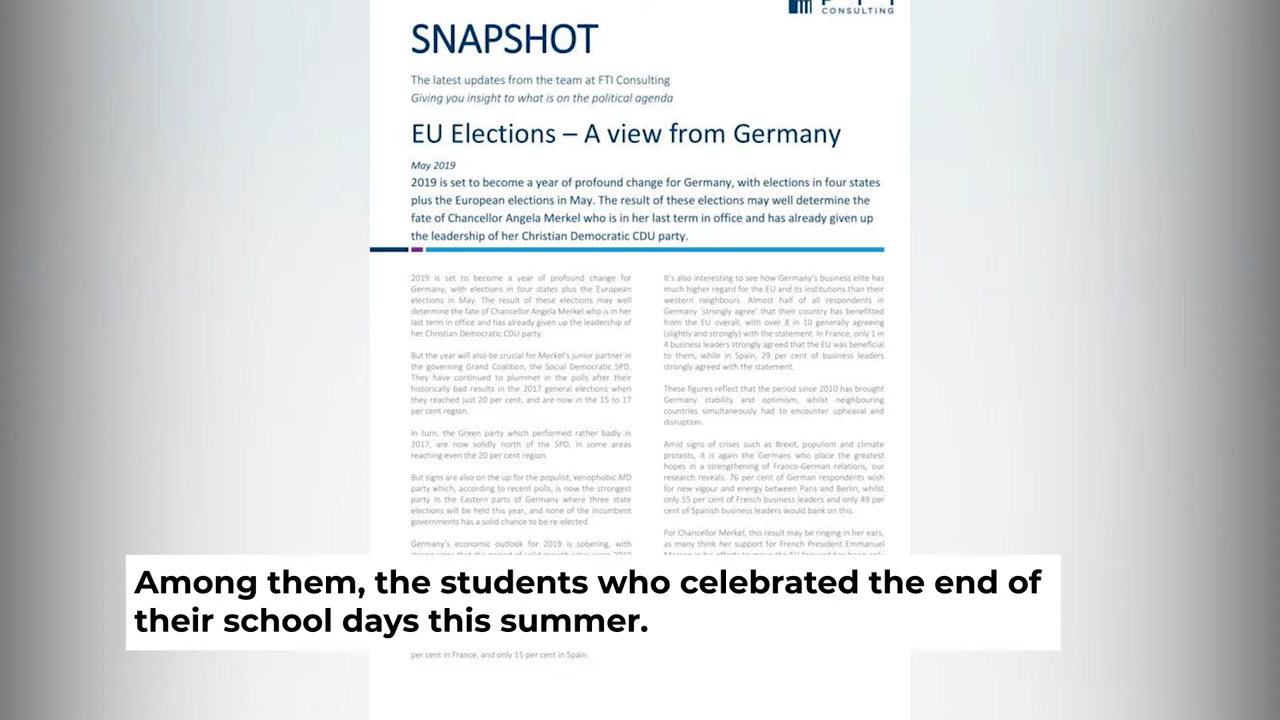 CONSULTING
SNAPSHOT
The latest updates from the team at FTI Consulting
Giving you insight to what is on the political agenda
EU Elections – A view from Germany
May 2019
2019 is set to become a year of profound change for Germany, with elections in four states
plus the European elections in May. The result of these elections may well determine the
fate of Chancellor Angela Merkel who is in her last term in office and has already given up
the leadership of her Christian Democratic CDU party.
2019 is set to become a year of profound change for
Germany, with elections in four states plus the European
elections in May. The result of these elections may well
determine the fate of Chancellor Angela Merkel who is in her
last term in office and has already given up the leadership of
her Christian Democratic CDU party.
But the year will also be crucial for Merkel's junior partner in
the governing Grand Coalition, the Social Democratic SPD.
They have continued to plummet in the polls after their
historically bad results in the 2017 general elections when
they reached just 20 per cent, and are now in the 15 to 17
per cent region.
In turn, the Green party which performed rather badly in
2017, are now solidly north of the SPD, in some areas
reaching even the 20 per cent region.
But signs are also on the up for the populist, xenophobic AfD
party which, according to recent polls, is now the strongest
party in the Eastern parts of Germany where three state
elections will be held this year, and none of the incumbent
governments has a solid chance to be re-elected.
Germany's economic outlook for 2019 is sobering, with
It's also interesting to see how Germany's business elite has
much higher regard for the EU and its institutions than their
western neighbours. Almost half of all respondents in
Germany 'strongly agree' that their country has benefitted
from the EU overall, with over 8 in 10 generally agreeing
(slightly and strongly) with the statement. In France, only 1 in
4 business leaders strongly agreed that the EU was beneficial
to them, while in Spain, 29 per cent of business leaders
strongly agreed with the statement.
These figures reflect that the period since 2010 has brought
Germany stability and optimism, whilst neighbouring
countries simultaneously had to encounter upheaval and
disruption.
Amid signs of crises such as Brexit, populism and climate
protests, it is again the Germans who place the greatest
hopes in a strengthening of Franco-German relations, our
research reveals: 76 per cent of German respondents wish
for new vigour and energy between Paris and Berlin, whilst
only 55 per cent of French business leaders and only 49 per
cent of Spanish business leaders would bank on this.
For Chancellor Merkel, this result may be ringing in her ears,
as many think her support for French President Emmanuel
Among them, the students who celebrated the end of
their school days this summer.
per cent in France, and only 15 per cent in Spain.